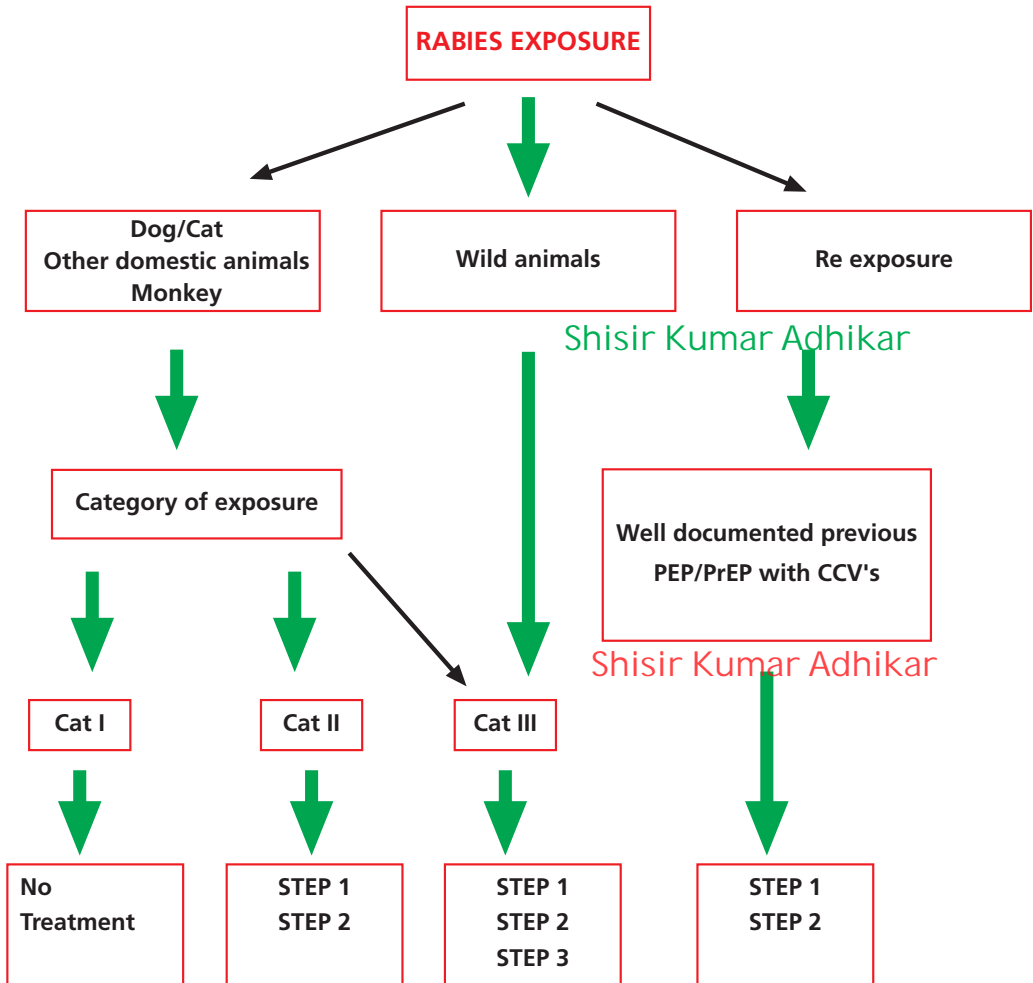 RABIES EXPOSURE
Dog/Cat
Other domestic animals
Monkey
Wild animals
Re exposure
Shisir Kumar Adhikar
Category of exposure
Well documented previous
PEP/PrEP with CCV's
Shisir Kumar Adhikar
Cat I
Cat II
Cat III
No
Treatment
STEP 1
STEP 2
STEP 1
STEP 2
STEP 3
STEP 1
STEP 2